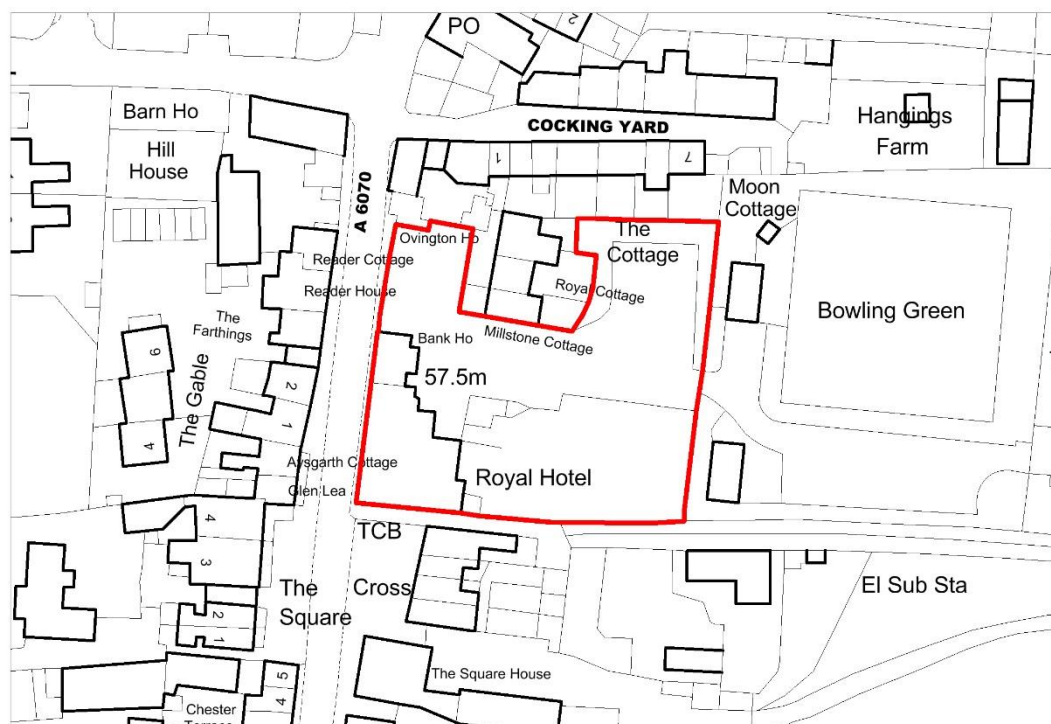 PO
2
Barn Ho
Hill
House
COCKING YARD
Hangings
Farm
1
7
A 6070
Moon
Cottage
Ovington Ho
The
Cottage
Reader Cottage
Reader House
Royal Cottage
The
Farthings
Millstone Cottage
Bank Ho
Bowling Green
57.5m
6
The Gable
4
2
1
Aysgarth Cottage
Glen Lea
Royal Hotel
4
3
TCB
The
Square
Cross
El Sub Sta
2
1
The Square House
5
4
Chester
Terrace